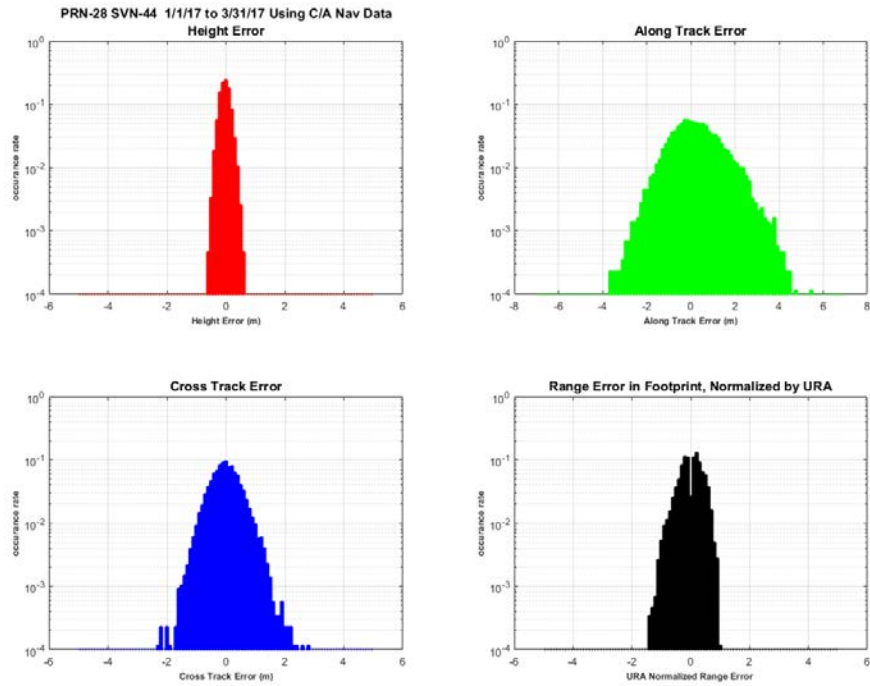 PRN-28 SVN-44 1/1/17 to 3/31/17 Using C/A Nav Data
Height Error
10^0
10^-1
10^-2
10^-3
10^-4
occurance rate
-6 -4 -2 0 2 4 6
Height Error (m)
Along Track Error
10^0
10^-1
10^-2
10^-3
10^-4
occurance rate
-8 -6 -4 -2 0 2 4 6 8
Along Track Error (m)
Cross Track Error
10^0
10^-1
10^-2
10^-3
10^-4
occurance rate
-6 -4 -2 0 2 4 6
Cross Track Error (m)
Range Error in Footprint, Normalized by URA
10^0
10^-1
10^-2
10^-3
10^-4
occurance rate
-6 -4 -2 0 2 4 6
URA Normalized Range Error